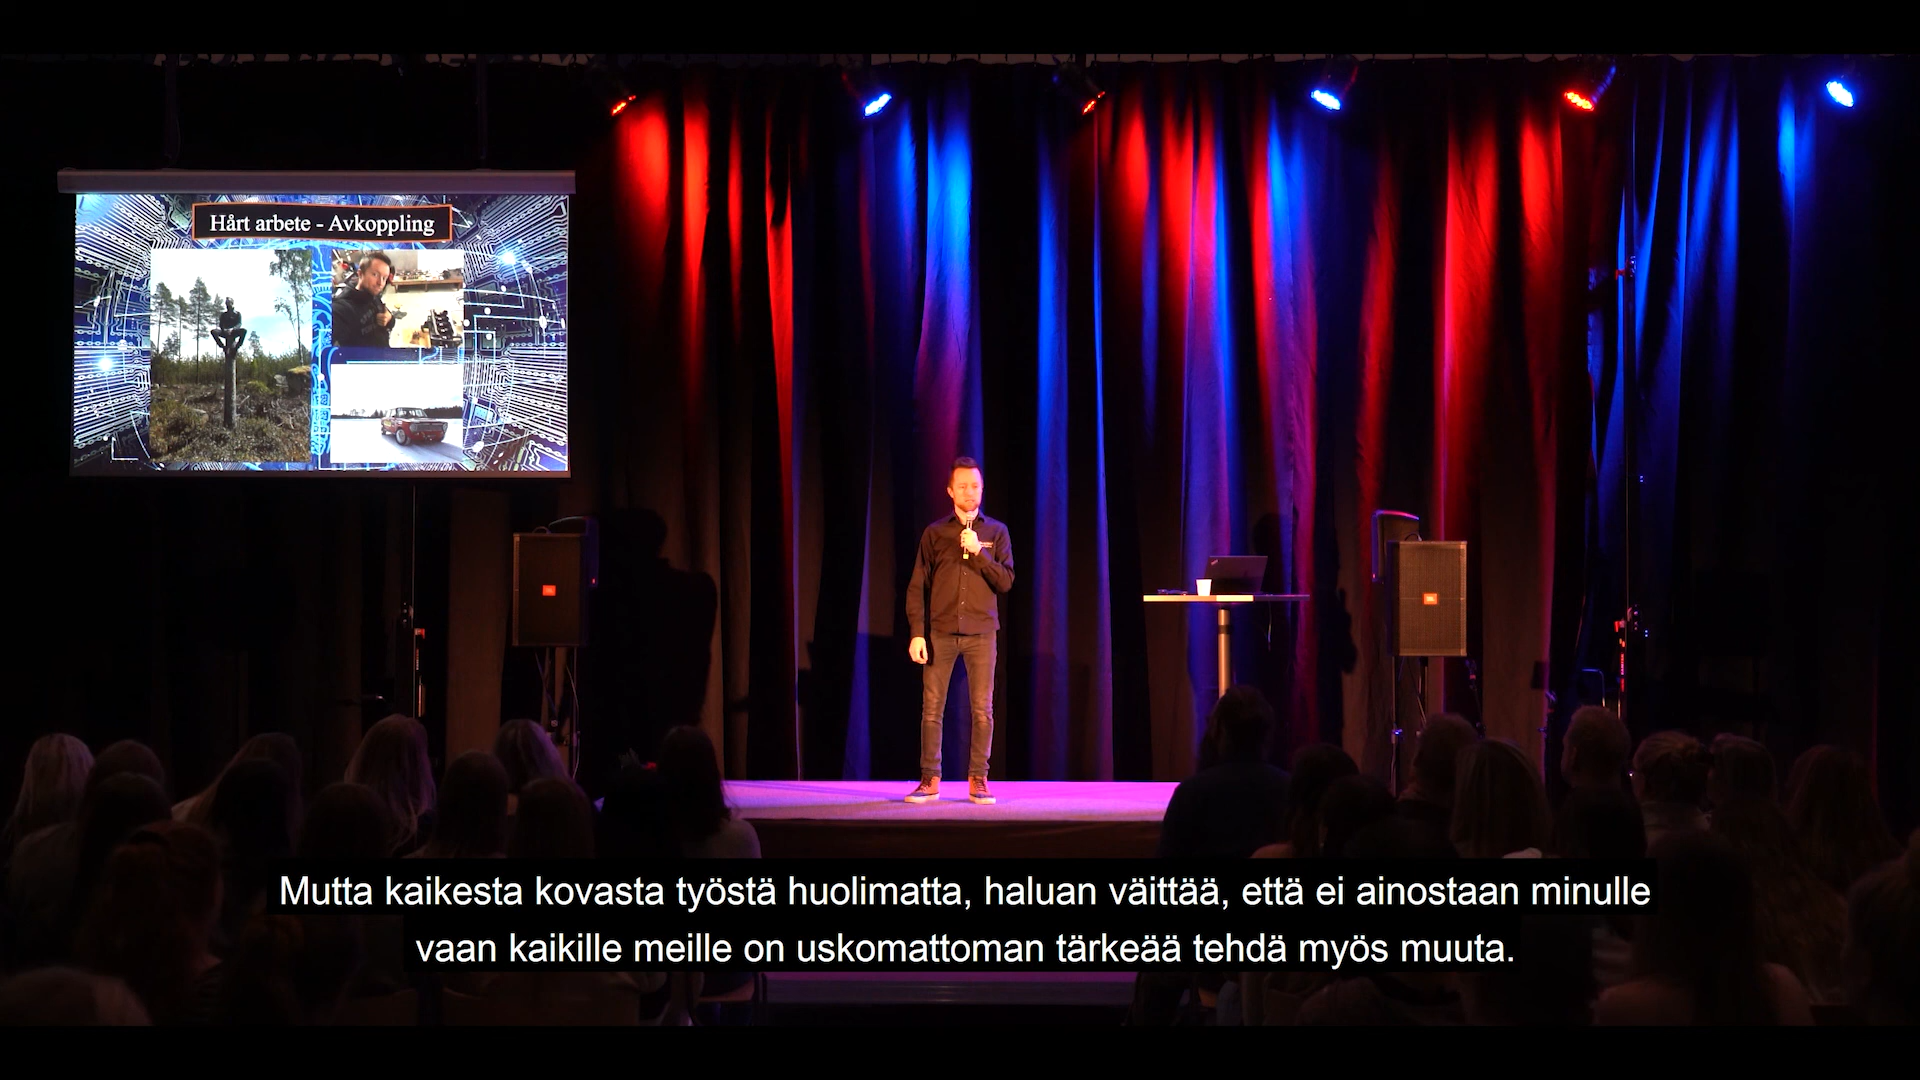 Hårt arbete - Avkoppling
Mutta kaikesta kovasta työstä huolimatta, haluan väittää, että ei ainostaan minulle
vaan kaikille meille on uskomattoman tärkeää tehdä myös muuta.